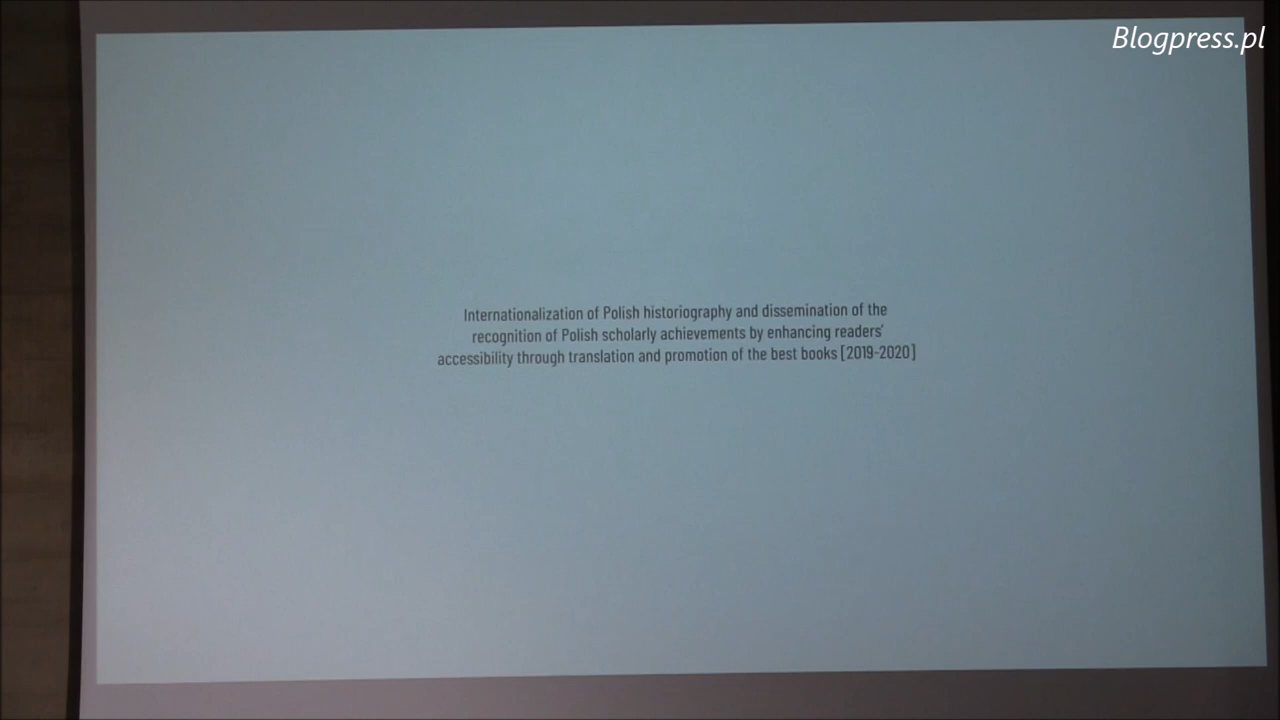 Blogpress.pl
Internationalization of Polish historiography and dissemination of the
recognition of Polish scholarly achievements by enhancing readers'
accessibility through translation and promotion of the best books [2019-2020]